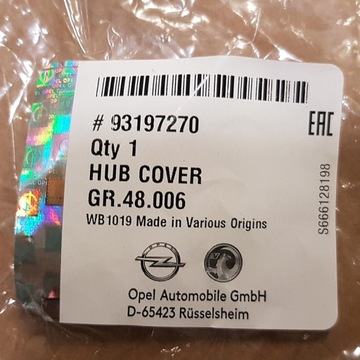 # 93197270
Qty 1
HUB COVER
GR.48.006
WB1019 Made in Various Origins
Opel Automobile GmbH
D-65423 Rüsselsheim
EAC
S666128198